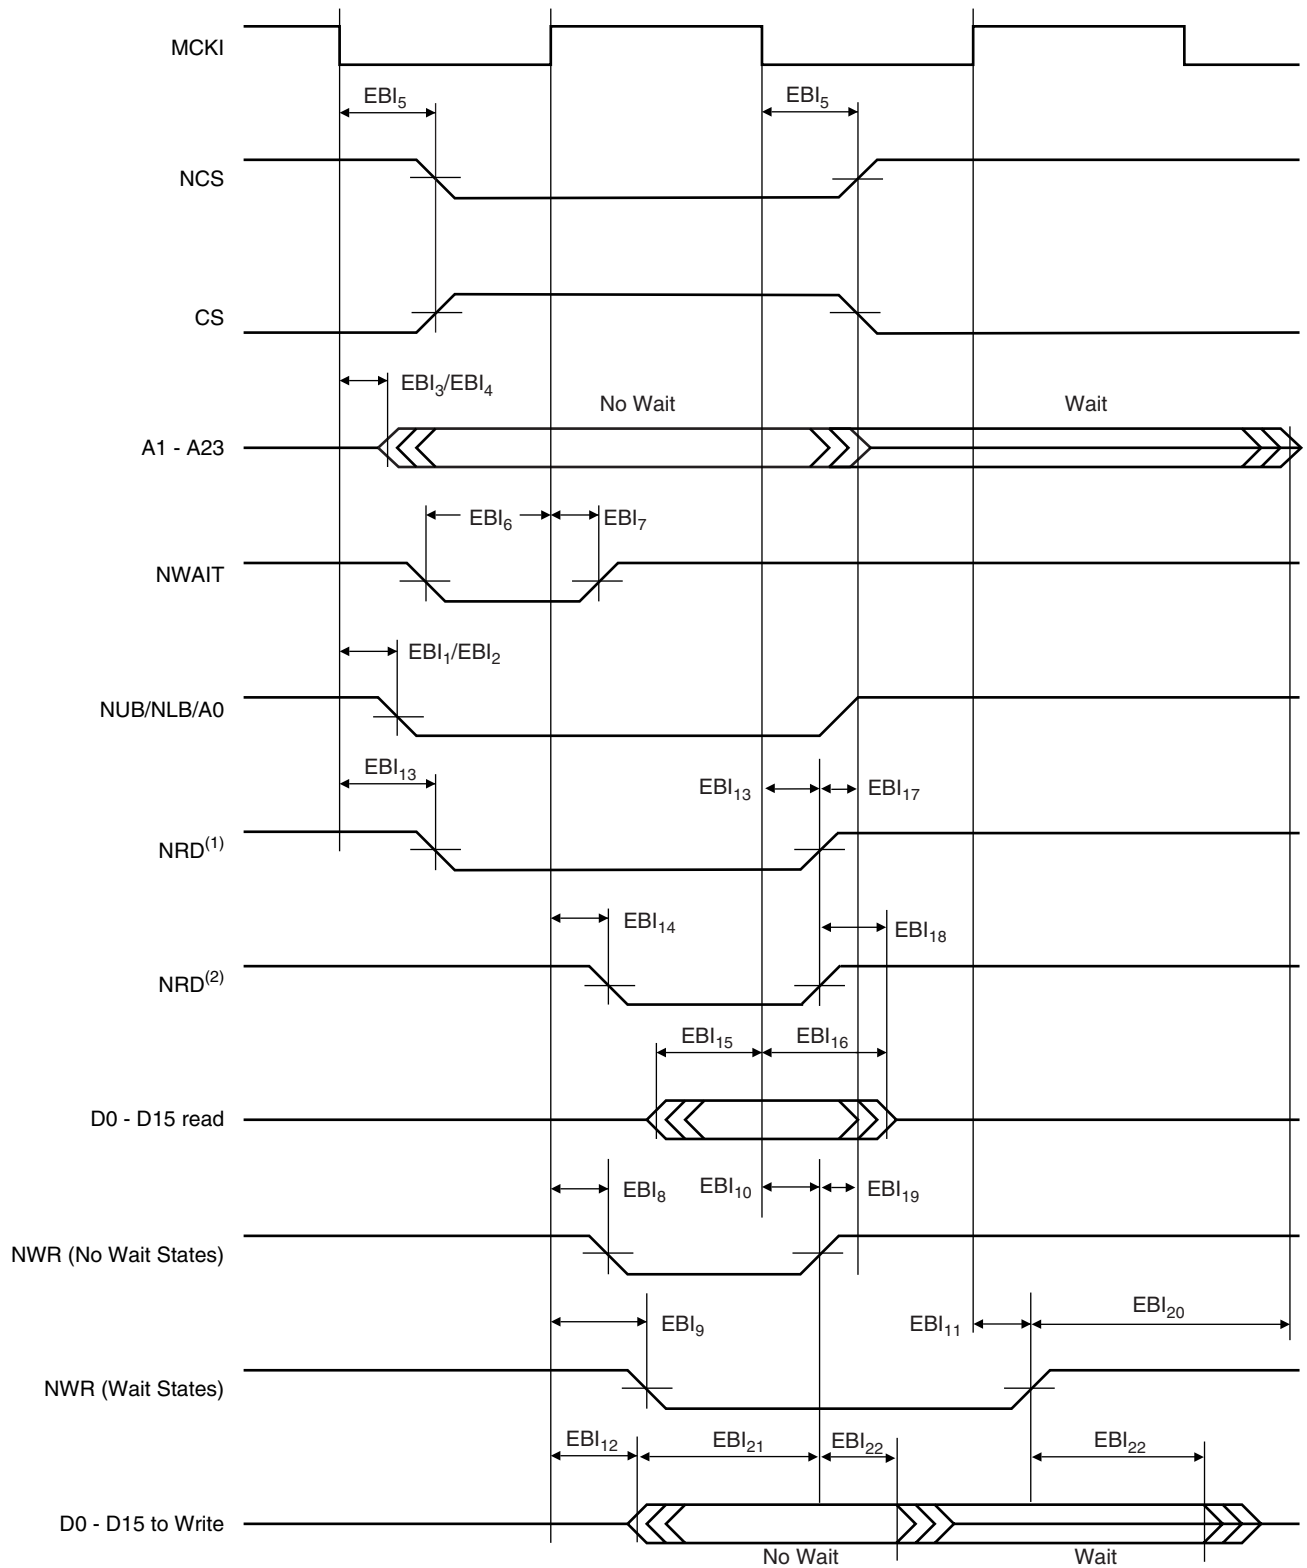 MCKI
EBI5 EBI5
NCS
CS
EBI3/EBI4
No Wait Wait
A1 - A23
EBI6 EBI7
NWAIT
EBI1/EBI2
NUB/NLB/A0
EBI13 EBI13 EBI17
NRD(1)
EBI14 EBI18
NRD(2)
EBI15 EBI16
D0 - D15 read
EBI8 EBI10 EBI19
NWR (No Wait States)
EBI9 EBI11 EBI20
NWR (Wait States)
EBI12 EBI21 EBI22 EBI22
D0 - D15 to Write
No Wait Wait